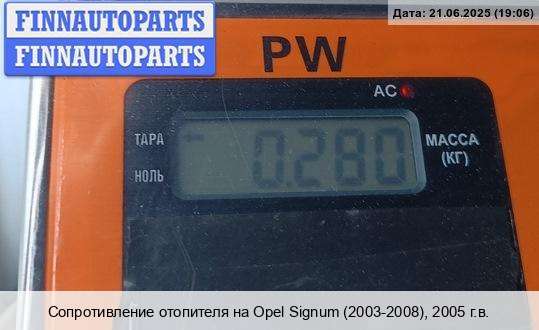 FINNAUTOPARTS
FINNAUTOPARTS
Дата: 21.06.2025 (19:06)
PW
AC
ТАРА
НОЛЬ
0.280
МАССА
(КГ)
Сопротивление отопителя на Opel Signum (2003-2008), 2005 г.в.